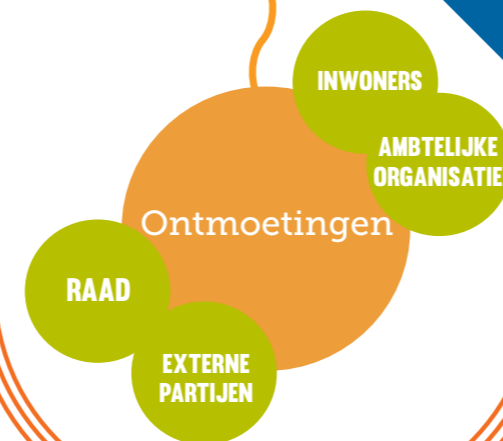 INWONERS
AMBTELIJKE
ORGANISATIE
Ontmoetingen
RAAD
EXTERNE
PARTIJEN